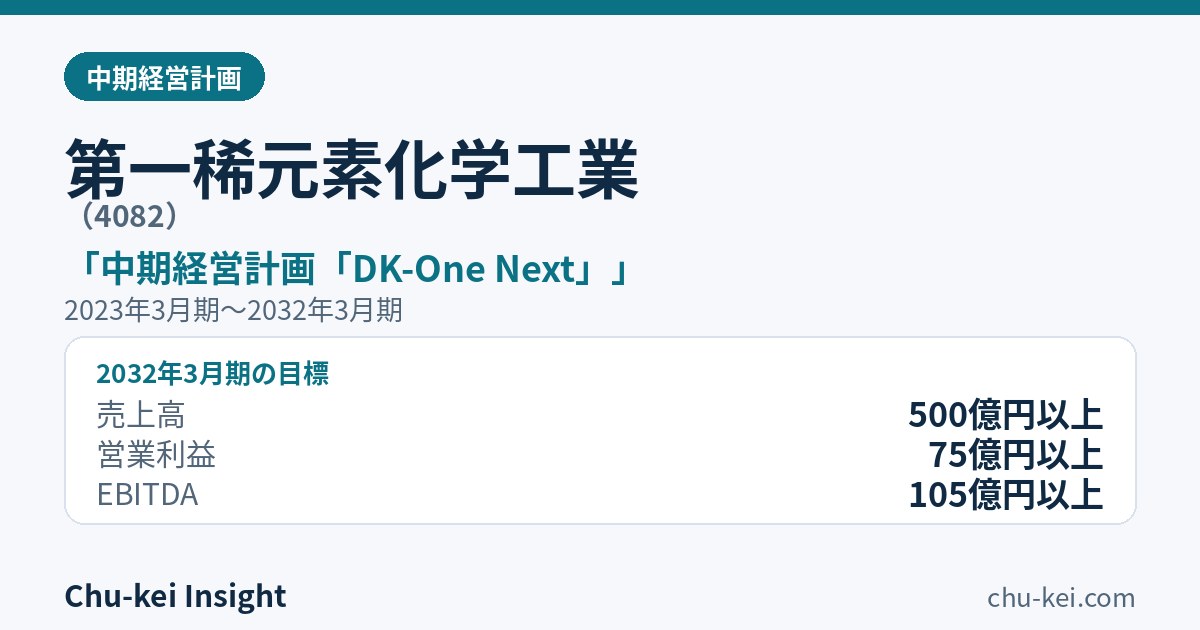 中期経営計画
第一稀元素化学工業
（4082）
「中期経営計画「DK-One Next」」
2023年3月期～2032年3月期
2032年3月期の目標
売上高 500億円以上
営業利益 75億円以上
EBITDA 105億円以上
Chu-kei Insight chu-kei.com